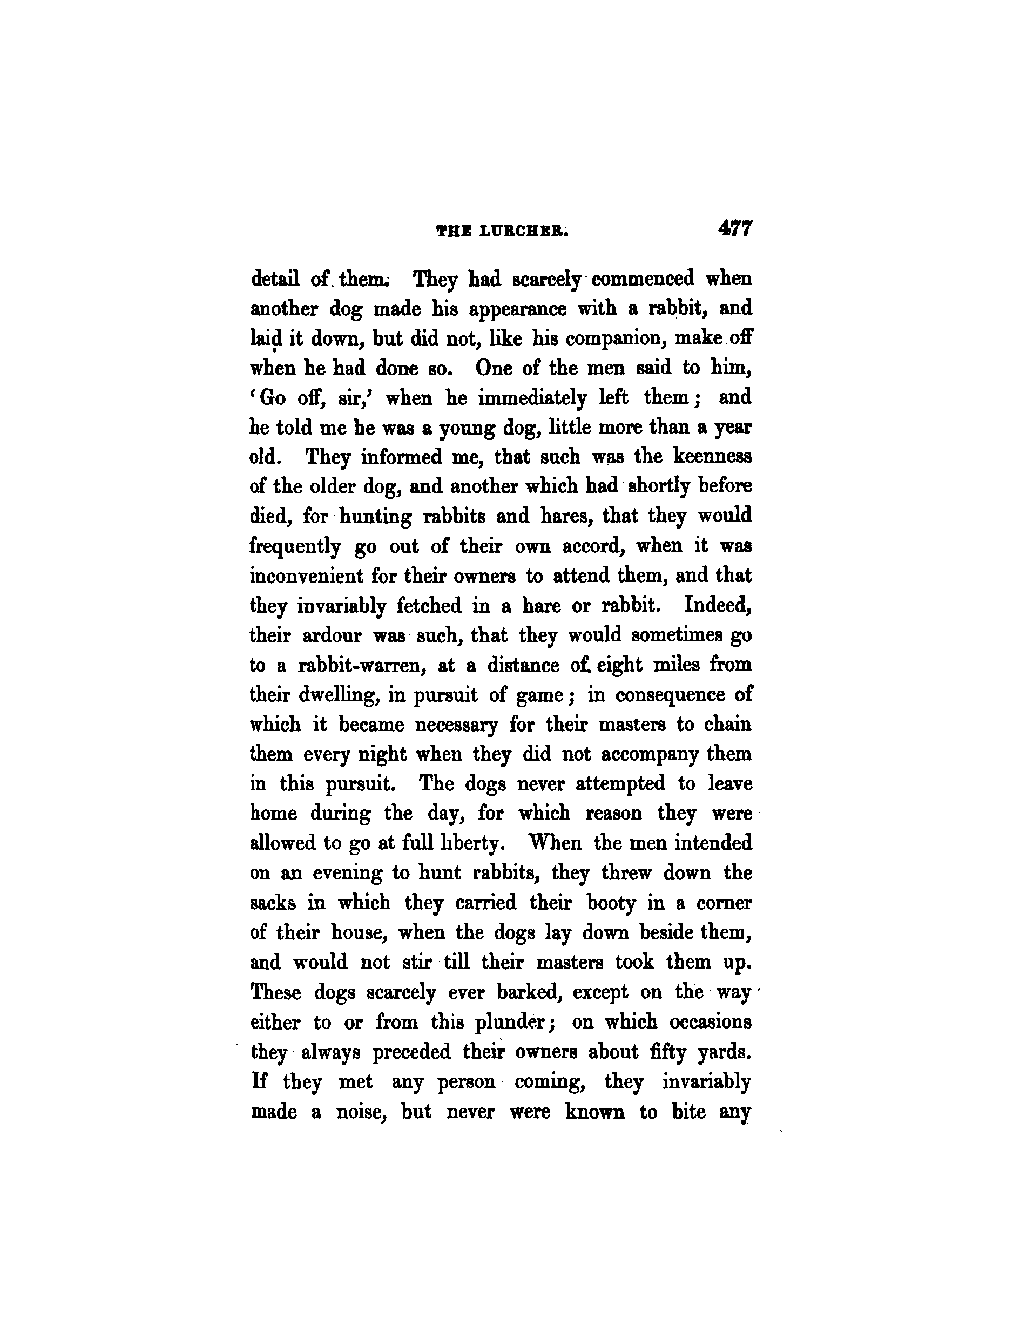 THE LURCHER. 477
detail of them. They had scarcely commenced when
another dog made his appearance with a rabbit, and
laid it down, but did not, like his companion, make off
when he had done so. One of the men said to him,
‘Go off, sir,’ when he immediately left them; and
he told me he was a young dog, little more than a year
old. They informed me, that such was the keenness
of the older dog, and another which had shortly before
died, for hunting rabbits and hares, that they would
frequently go out of their own accord, when it was
inconvenient for their owners to attend them, and that
they invariably fetched in a hare or rabbit. Indeed,
their ardour was such, that they would sometimes go
to a rabbit-warren, at a distance of eight miles from
their dwelling, in pursuit of game; in consequence of
which it became necessary for their masters to chain
them every night when they did not accompany them
in this pursuit. The dogs never attempted to leave
home during the day, for which reason they were
allowed to go at full liberty. When the men intended
on an evening to hunt rabbits, they threw down the
sacks in which they carried their booty in a corner
of their house, when the dogs lay down beside them,
and would not stir till their masters took them up.
These dogs scarcely ever barked, except on the way
either to or from this plunder; on which occasions
they always preceded their owners about fifty yards.
If they met any person coming, they invariably
made a noise, but never were known to bite any